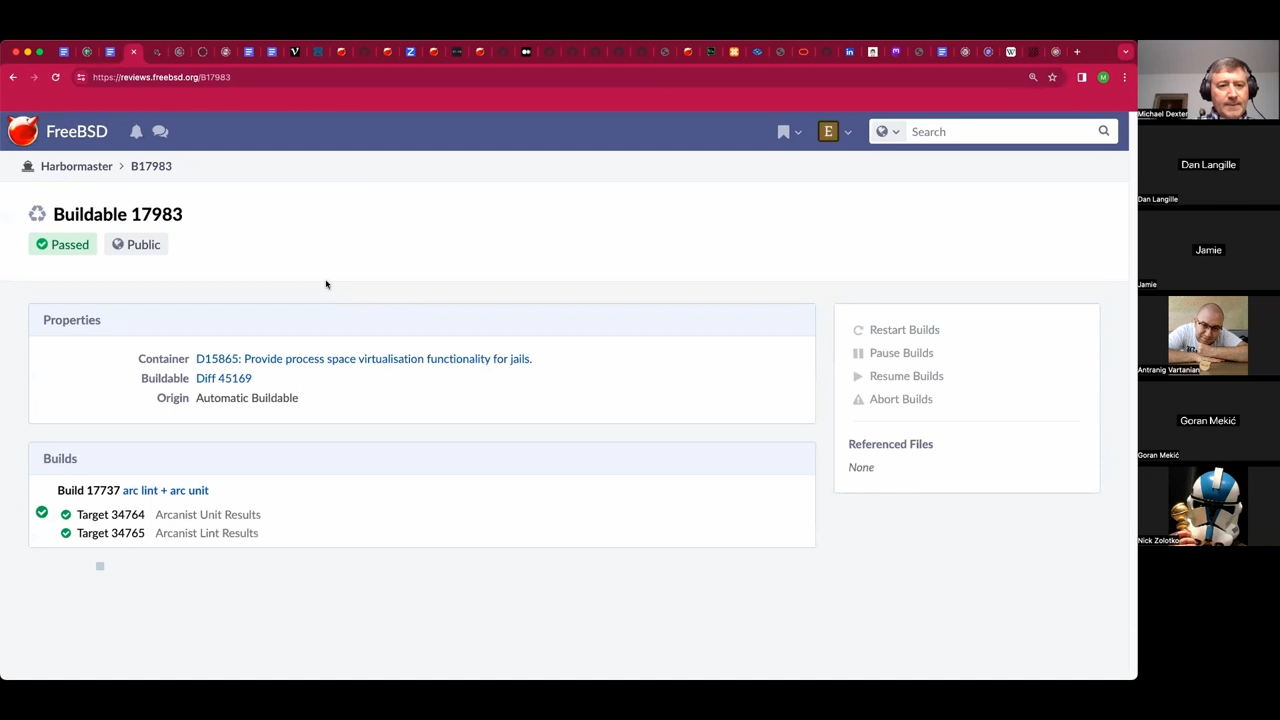 https://reviews.freebsd.org/B17983
M
FreeBSD
E
Search
Harbormaster > B17983
Buildable 17983
Passed
Public
Properties
Container D15865: Provide process space virtualisation functionality for jails.
Buildable Diff 45169
Origin Automatic Buildable
Builds
Build 17737 arc lint + arc unit
Target 34764 Arcanist Unit Results
Target 34765 Arcanist Lint Results
Restart Builds
Pause Builds
Resume Builds
Abort Builds
Referenced Files
None
Michael Dexter
Dan Langille
Dan Langille
Jamie
Jamie
Antranig Vartanian
Goran Mekić
Goran Mekić
Nick Zolotko